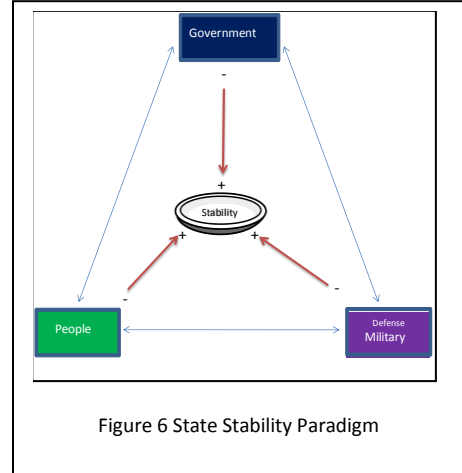 Government
-
+
Stability
+ +
- -
People
Defense
Military
Figure 6 State Stability Paradigm